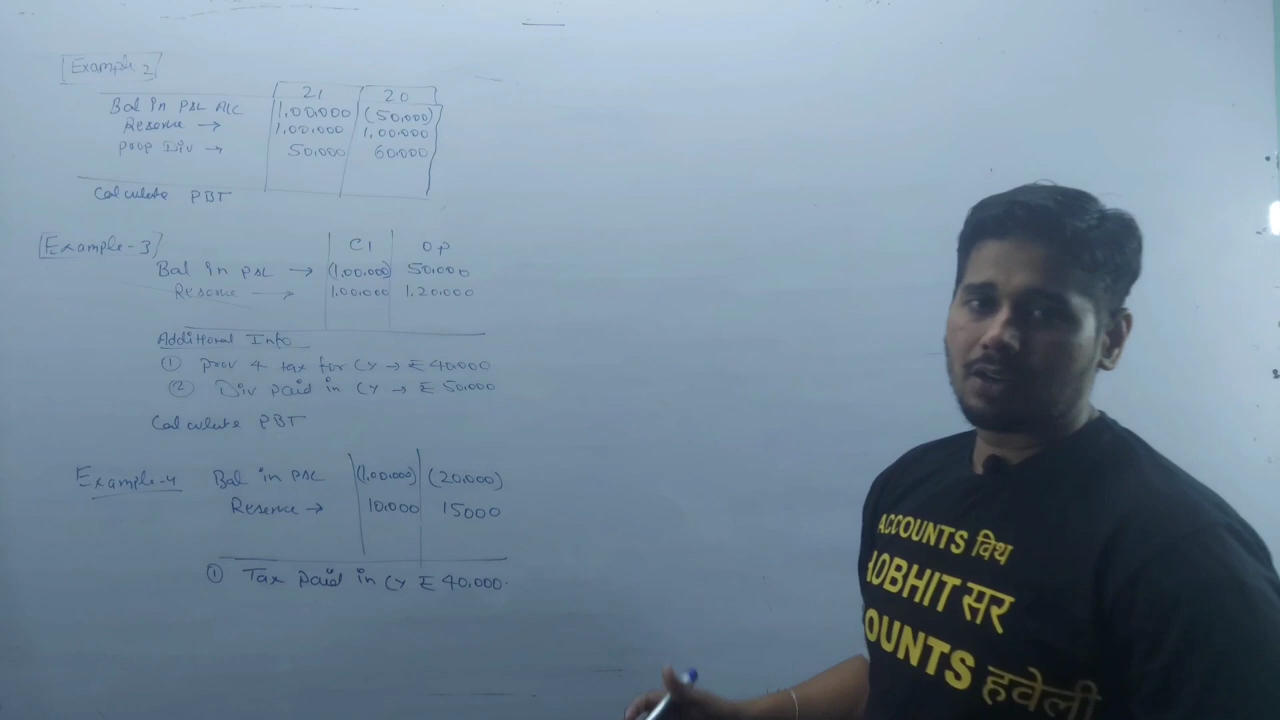 Example 2
21 20
Bal in P&L A/c 1,00,000 (50,000)
Reserve → 1,00,000 1,00,000
Prop Div → 50,000 60,000
Calculate PBT
Example-3
Cl Op
Bal in P&L → (1,00,000) 50,000
Reserve → 1,00,000 1,20,000
Additional Info
① Prov 4 tax for CY → ₹ 40,000
② Div Paid in CY → ₹ 50,000
Calculate PBT
Example-4 Bal in P&L (1,00,000) (20,000)
Reserve → 10,000 15000
① Tax Paid in CY ₹ 40,000.
ACCOUNTS विथ
HOBHIT सर
OUNTS हवेली